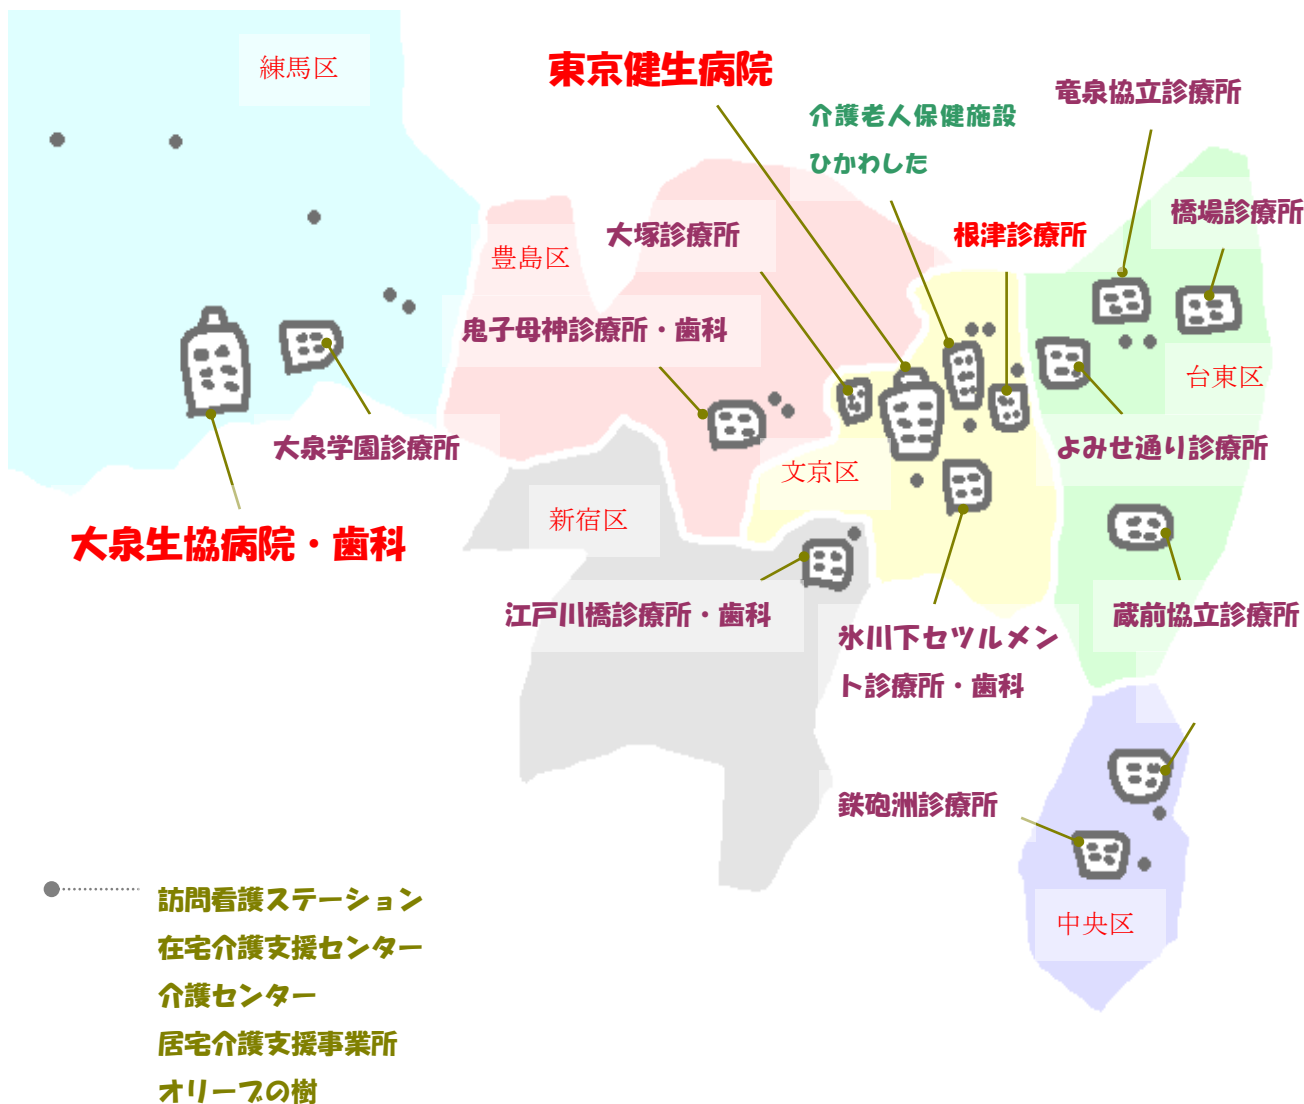 練馬区
東京健生病院
竜泉協立診療所
介護老人保健施設
ひかわした
橋場診療所
大塚診療所
根津診療所
豊島区
鬼子母神診療所・歯科
台東区
大泉学園診療所
よみせ通り診療所
文京区
新宿区
大泉生協病院・歯科
江戸川橋診療所・歯科
氷川下セツルメン
ト診療所・歯科
蔵前協立診療所
鉄砲洲診療所
中央区
訪問看護ステーション
在宅介護支援センター
介護センター
居宅介護支援事業所
オリーブの樹